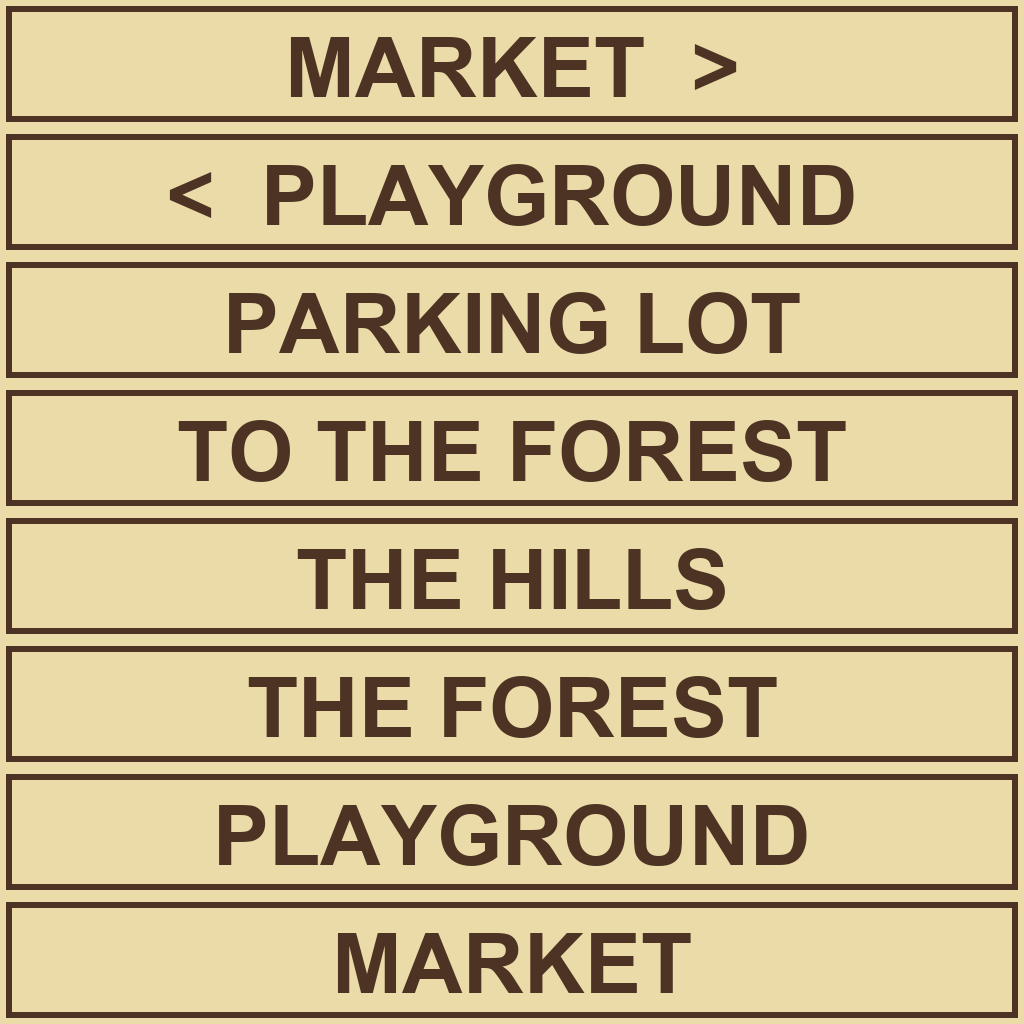 MARKET >
< PLAYGROUND
PARKING LOT
TO THE FOREST
THE HILLS
THE FOREST
PLAYGROUND
MARKET